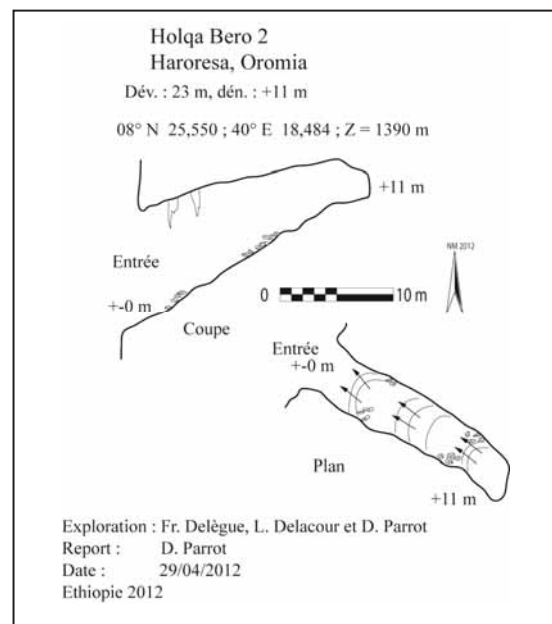 Holqa Bero 2
Haroresa, Oromia
Dév. : 23 m, dén. : +11 m
08° N 25,550 ; 40° E 18,484 ; Z = 1390 m
+11 m
NM 2012
Entrée
0 10 m
+-0 m
Coupe
Entrée
+-0 m
Plan
+11 m
Exploration : Fr. Delègue, L. Delacour et D. Parrot
Report : D. Parrot
Date : 29/04/2012
Ethiopie 2012